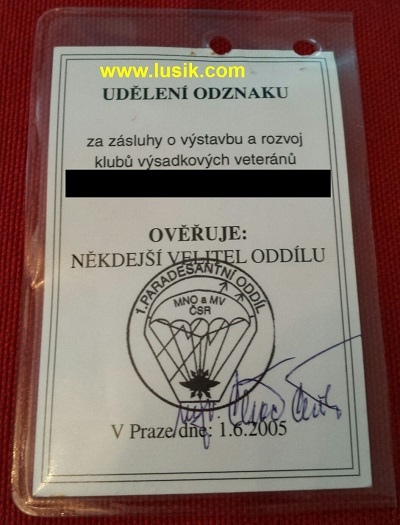 www.lusik.com
UDĚLENÍ ODZNAKU
za zásluhy o výstavbu a rozvoj
klubů výsadkových veteránů
OVĚŘUJE:
NĚKDEJŠÍ VELITEL ODDÍLU
1.PARADESANTNÍ ODDÍL
MNO a MV
ČSR
V Praze dne: 1.6.2005